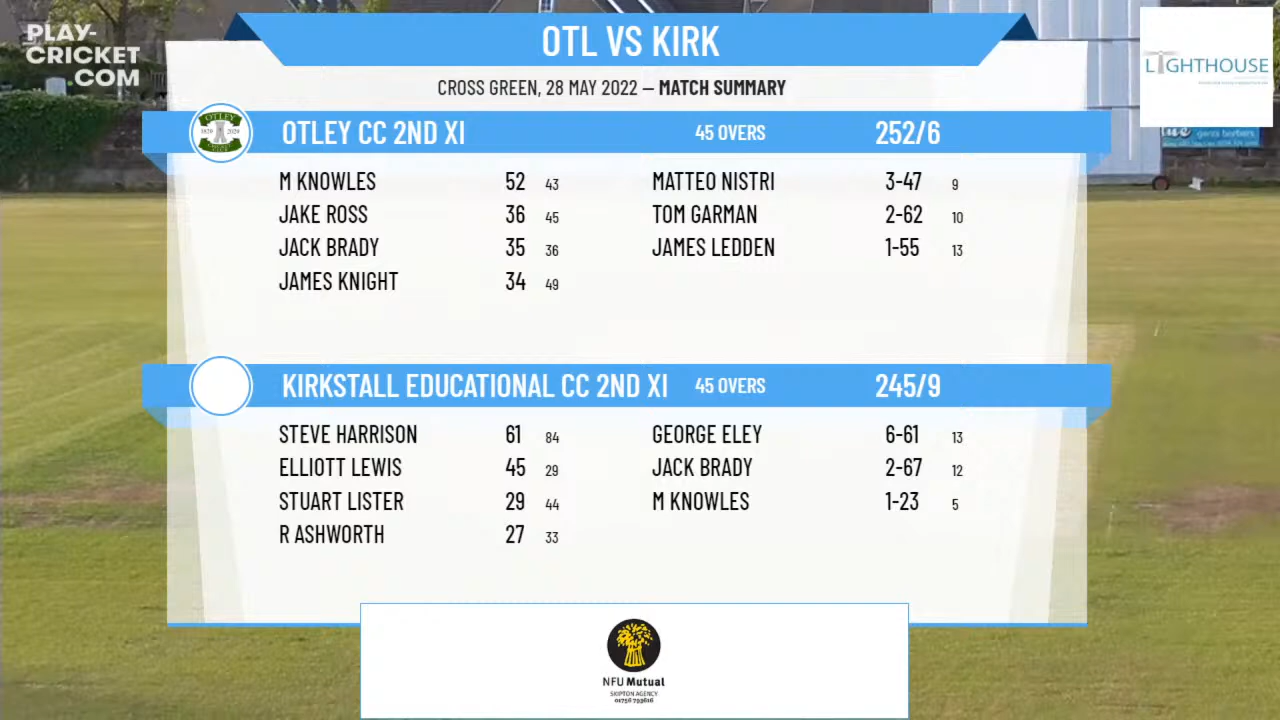 PLAY-
CRICKET
.COM
OTL VS KIRK
LIGHTHOUSE
CROSS GREEN, 28 MAY 2022 – MATCH SUMMARY
OTLEY CC 2ND XI 45 OVERS 252/6
M KNOWLES 52 43 MATTEO NISTRI 3-47 9
JAKE ROSS 36 45 TOM GARMAN 2-62 10
JACK BRADY 35 36 JAMES LEDDEN 1-55 13
JAMES KNIGHT 34 49
KIRKSTALL EDUCATIONAL CC 2ND XI 45 OVERS 245/9
STEVE HARRISON 61 84 GEORGE ELEY 6-61 13
ELLIOTT LEWIS 45 29 JACK BRADY 2-67 12
STUART LISTER 29 44 M KNOWLES 1-23 5
R ASHWORTH 27 33
NFU Mutual
SKIPTON AGENCY
01756 793616